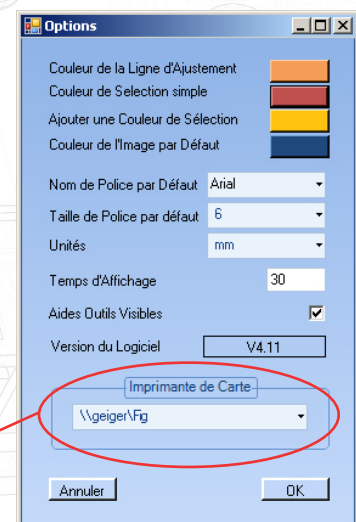 Options
Couleur de la Ligne d'Ajustement
Couleur de Selection simple
Ajouter une Couleur de Sélection
Couleur de l'Image par Défaut
Nom de Police par Défaut Arial
Taille de Police par défaut 6
Unités mm
Temps d'Affichage 30
Aides Outils Visibles
Version du Logiciel V4.11
Imprimante de Carte
\\geiger\Fig
Annuler OK